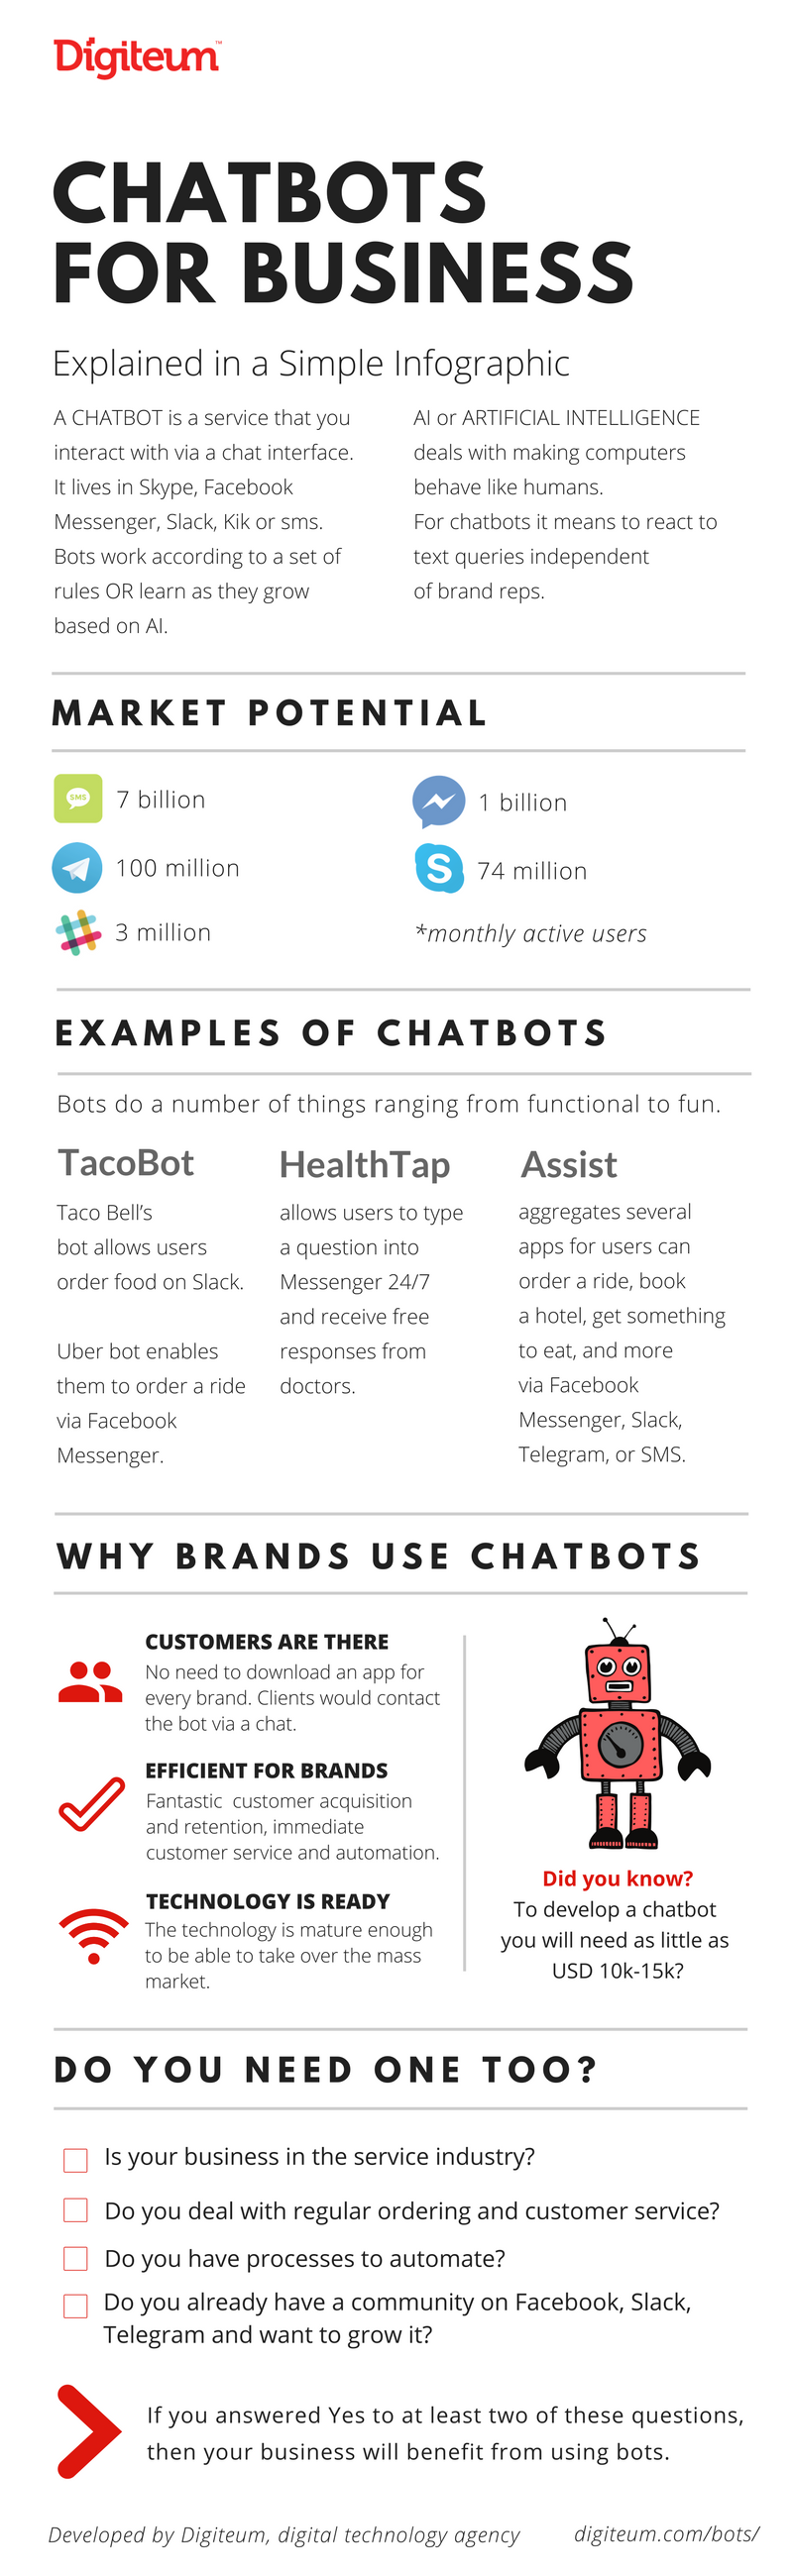 Digiteum™
CHATBOTS
FOR BUSINESS
Explained in a Simple Infographic
A CHATBOT is a service that you
interact with via a chat interface.
It lives in Skype, Facebook
Messenger, Slack, Kik or sms.
Bots work according to a set of
rules OR learn as they grow
based on AI.
AI or ARTIFICIAL INTELLIGENCE
deals with making computers
behave like humans.
For chatbots it means to react to
text queries independent
of brand reps.
MARKET POTENTIAL
SMS
7 billion
1 billion
100 million
S
74 million
3 million
*monthly active users
EXAMPLES OF CHATBOTS
Bots do a number of things ranging from functional to fun.
TacoBot
Taco Bell’s
bot allows users
order food on Slack.
Uber bot enables
them to order a ride
via Facebook
Messenger.
HealthTap
allows users to type
a question into
Messenger 24/7
and receive free
responses from
doctors.
Assist
aggregates several
apps for users can
order a ride, book
a hotel, get something
to eat, and more
via Facebook
Messenger, Slack,
Telegram, or SMS.
WHY BRANDS USE CHATBOTS
CUSTOMERS ARE THERE
No need to download an app for
every brand. Clients would contact
the bot via a chat.
EFFICIENT FOR BRANDS
Fantastic customer acquisition
and retention, immediate
customer service and automation.
TECHNOLOGY IS READY
The technology is mature enough
to be able to take over the mass
market.
Did you know?
To develop a chatbot
you will need as little as
USD 10k-15k?
DO YOU NEED ONE TOO?
Is your business in the service industry?
Do you deal with regular ordering and customer service?
Do you have processes to automate?
Do you already have a community on Facebook, Slack,
Telegram and want to grow it?
If you answered Yes to at least two of these questions,
then your business will benefit from using bots.
Developed by Digiteum, digital technology agency
digiteum.com/bots/